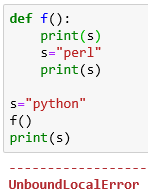 def f():
    print(s)
    s="perl"
    print(s)

s="python"
f()
print(s)
------------------
UnboundLocalError